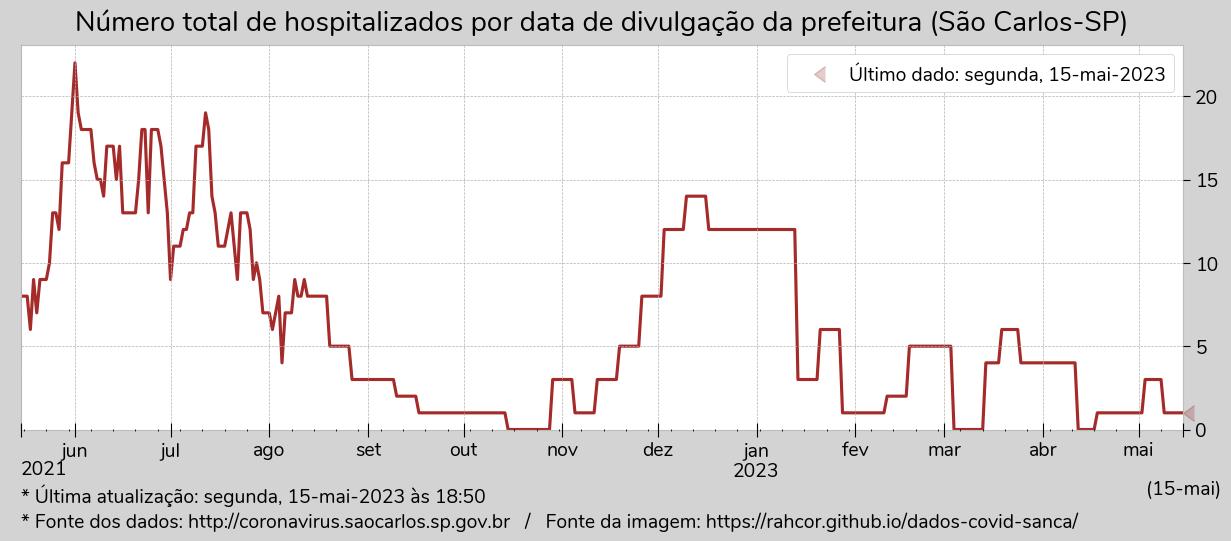 Número total de hospitalizados por data de divulgação da prefeitura (São Carlos-SP)
Último dado: segunda, 15-mai-2023
20
15
10
5
0
jun jul ago set out nov dez jan fev mar abr mai
2021 2023
(15-mai)
* Última atualização: segunda, 15-mai-2023 às 18:50
* Fonte dos dados: http://coronavirus.saocarlos.sp.gov.br / Fonte da imagem: https://rahcor.github.io/dados-covid-sanca/